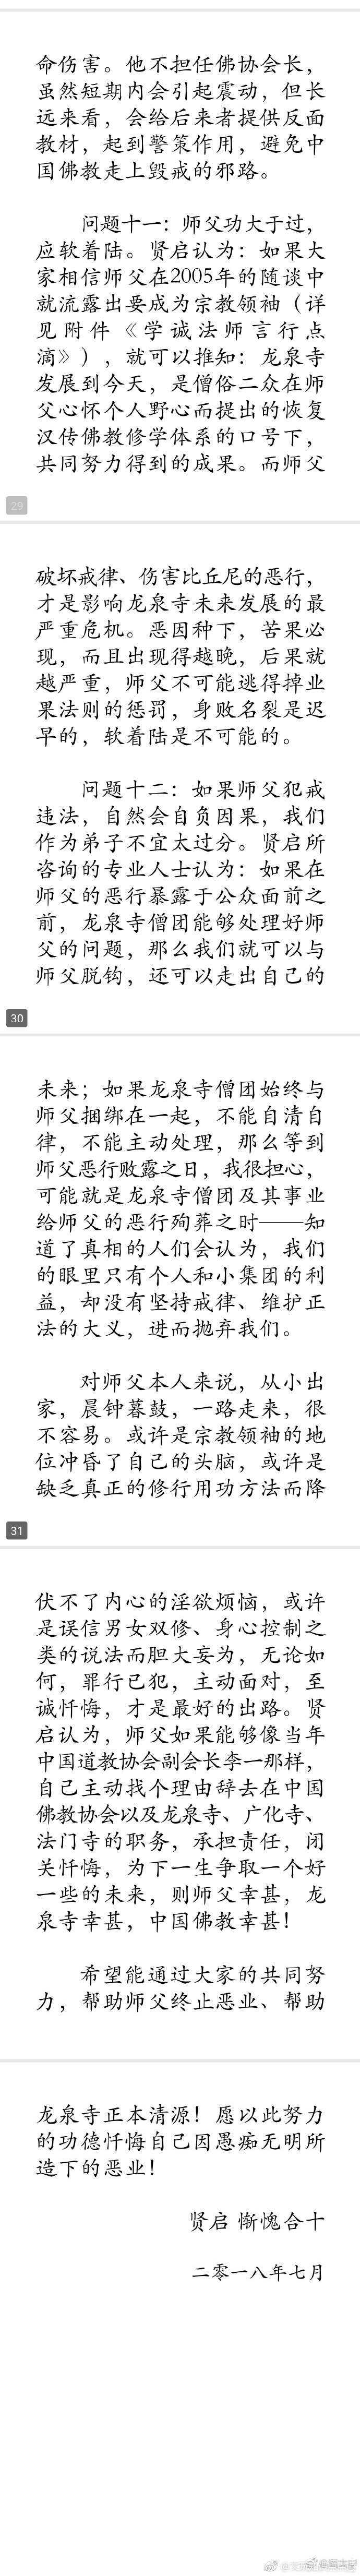 命伤害。他不担任佛协会长，
虽然短期内会引起震动，但长
远来看，会给后来者提供反面
教材，起到警策作用，避免中
国佛教走上毁戒的邪路。
问题十一：师父功大于过，
应软着陆。贤启认为：如果大
家相信师父在2005年的随谈中
就流露出要成为宗教领袖（详
见附件《学诚法师言行点
滴》），就可以推知：龙泉寺
发展到今天，是僧俗二众在师
父心怀个人野心而提出的恢复
汉传佛教修学体系的口号下，
共同努力得到的成果。而师父
29
破坏戒律、伤害比丘尼的恶行，
才是影响龙泉寺未来发展的最
严重危机。恶因种下，苦果必
现，而且出现得越晚，后果就
越严重，师父不可能逃得掉业
果法则的惩罚，身败名裂是迟
早的，软着陆是不可能的。
问题十二：如果师父犯戒
违法，自然会自负因果，我们
作为弟子不宜太过分。贤启所
咨询的专业人士认为：如果在
师父的恶行暴露于公众面前之
前，龙泉寺僧团能够处理好师
父的问题，那么我们就可以与
师父脱钩，还可以走出自己的
30
未来；如果龙泉寺僧团始终与
师父捆绑在一起，不能自清自
律，不能主动处理，那么等到
师父恶行败露之日，我很担心，
可能就是龙泉寺僧团及其事业
给师父的恶行殉葬之时——知
道了真相的人们会认为，我们
的眼里只有个人和小集团的利
益，却没有坚持戒律、维护正
法的大义，进而抛弃我们。
对师父本人来说，从小出
家，晨钟暮鼓，一路走来，很
不容易。或许是宗教领袖的地
位冲昏了自己的头脑，或许是
缺乏真正的修行用功方法而降
31
伏不了内心的淫欲烦恼，或许
是误信男女双修、身心控制之
类的说法而胆大妄为，无论如
何，罪行已犯，主动面对，至
诚忏悔，才是最好的出路。贤
启认为，师父如果能够像当年
中国道教协会副会长李一那样，
自己主动找个理由辞去在中国
佛教协会以及龙泉寺、广化寺、
法门寺的职务，承担责任，闭
关忏悔，为下一生争取一个好
一些的未来，则师父幸甚，龙
泉寺幸甚，中国佛教幸甚！
希望能通过大家的共同努
力，帮助师父终止恶业、帮助
龙泉寺正本清源！愿以此努力
的功德忏悔自己因愚痴无明所
造下的恶业！
贤启 惭愧合十
二零一八年七月